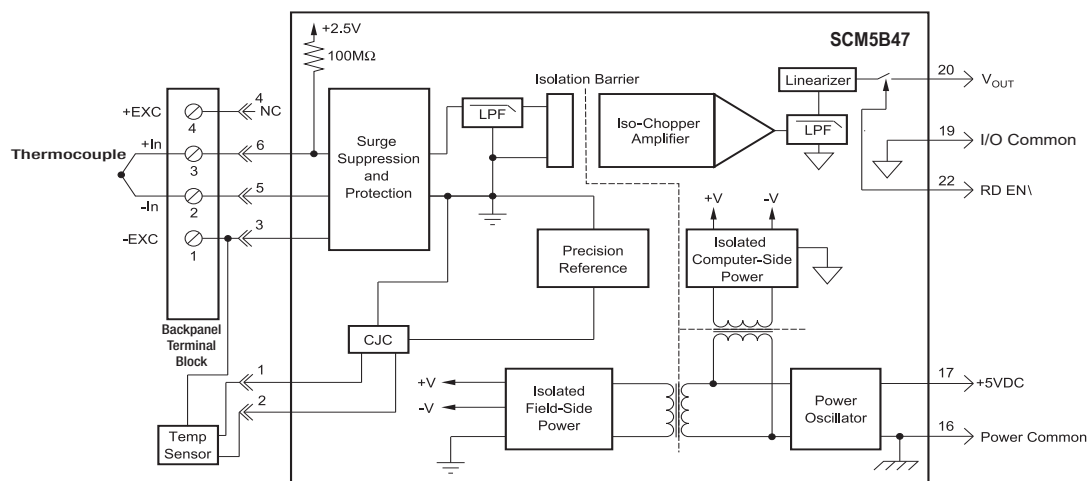 SCM5B47
+2.5V
100MΩ
Isolation Barrier
Linearizer
20
VOUT
+EXC
4
4
NC
LPF
Iso-Chopper
Amplifier
LPF
19
I/O Common
Thermocouple
+In
3
6
Surge
Suppression
and
Protection
22
RD EN\
-In
2
5
+V
-V
-EXC
1
3
Precision
Reference
Isolated
Computer-Side
Power
Backpanel
Terminal
Block
CJC
1
2
+V
-V
Isolated
Field-Side
Power
Power
Oscillator
17
+5VDC
16
Power Common
Temp
Sensor